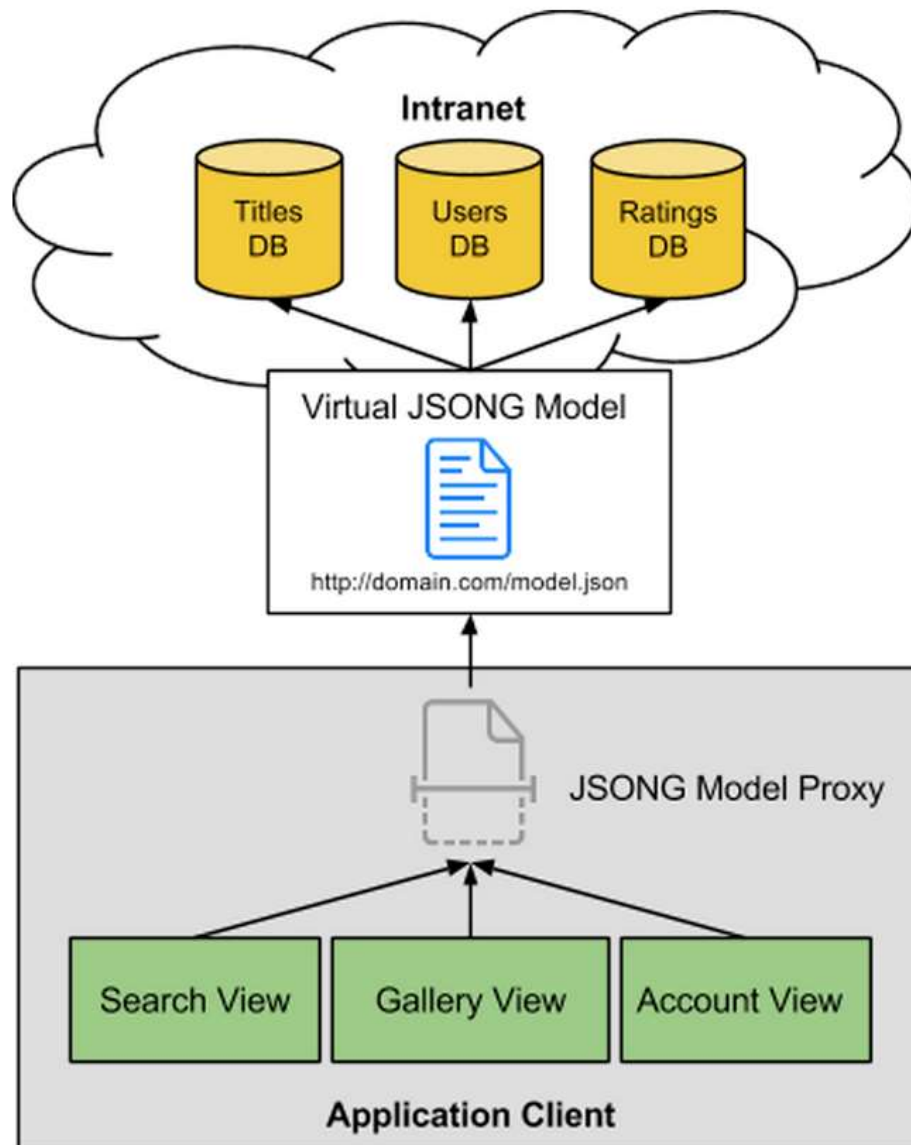 Intranet
Titles
DB
Users
DB
Ratings
DB
Virtual JSONG Model
http://domain.com/model.json
JSONG Model Proxy
Search View
Gallery View
Account View
Application Client